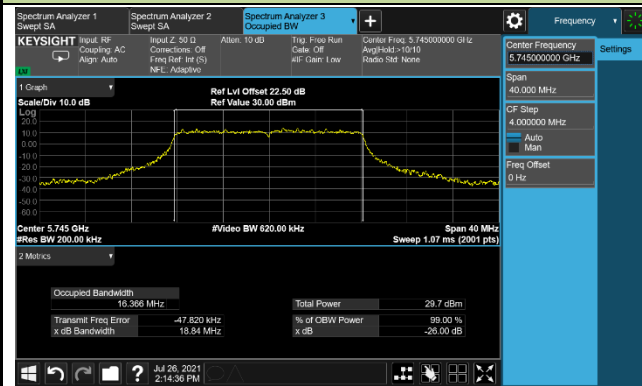 Spectrum Analyzer 1
Swept SA
Spectrum Analyzer 2
Swept SA
Spectrum Analyzer 3
Occupied BW
Frequency
KEYSIGHT
Input: RF
Coupling: AC
Align: Auto
Input Z: 50 Ω
Corrections: Off
Freq Ref: Int (S)
NFE: Adaptive
Atten: 10 dB
Trig: Free Run
Gate: Off
#IF Gain: Low
Center Freq: 5.745000000 GHz
Avg|Hold:>10/10
Radio Std: None
Center Frequency
5.745000000 GHz
Settings
Span
40.000 MHz
CF Step
4.000000 MHz
Auto
Man
Freq Offset
0 Hz
1 Graph
Scale/Div 10.0 dB
Ref Lvl Offset 22.50 dB
Ref Value 30.00 dBm
Log
20.0
10.0
0.00
-10.0
-20.0
-30.0
-40.0
-50.0
-60.0
Center 5.745 GHz
#Res BW 200.00 kHz
#Video BW 620.00 kHz
Span 40 MHz
Sweep 1.07 ms (2001 pts)
2 Metrics
Occupied Bandwidth
16.366 MHz
Total Power 29.7 dBm
Transmit Freq Error -47.820 kHz
% of OBW Power 99.00 %
x dB Bandwidth 18.84 MHz
x dB -26.00 dB
Jul 26, 2021
2:14:36 PM